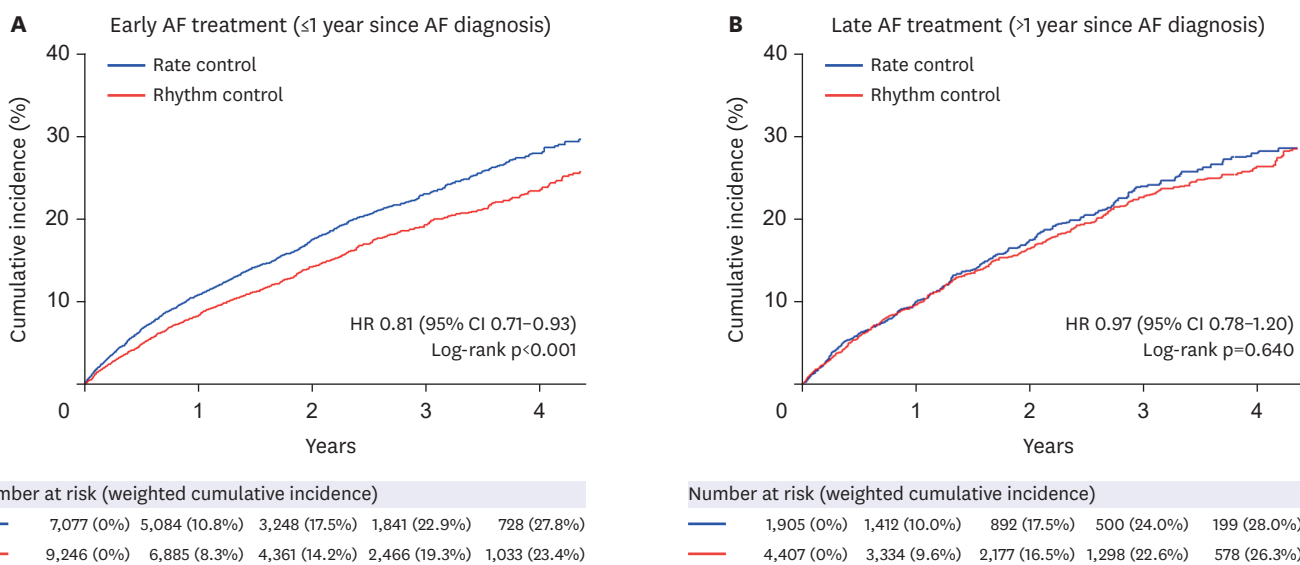 A Early AF treatment (≤1 year since AF diagnosis)
40
30
20
10
Cumulative incidence (%)
Rate control
Rhythm control
HR 0.81 (95% CI 0.71–0.93)
Log-rank p<0.001
0 1 2 3 4
Years
mber at risk (weighted cumulative incidence)
7,077 (0%) 5,084 (10.8%) 3,248 (17.5%) 1,841 (22.9%) 728 (27.8%)
9,246 (0%) 6,885 (8.3%) 4,361 (14.2%) 2,466 (19.3%) 1,033 (23.4%)
B Late AF treatment (>1 year since AF diagnosis)
40
30
20
10
Cumulative incidence (%)
Rate control
Rhythm control
HR 0.97 (95% CI 0.78–1.20)
Log-rank p=0.640
0 1 2 3 4
Years
Number at risk (weighted cumulative incidence)
1,905 (0%) 1,412 (10.0%) 892 (17.5%) 500 (24.0%) 199 (28.0%)
4,407 (0%) 3,334 (9.6%) 2,177 (16.5%) 1,298 (22.6%) 578 (26.3%)